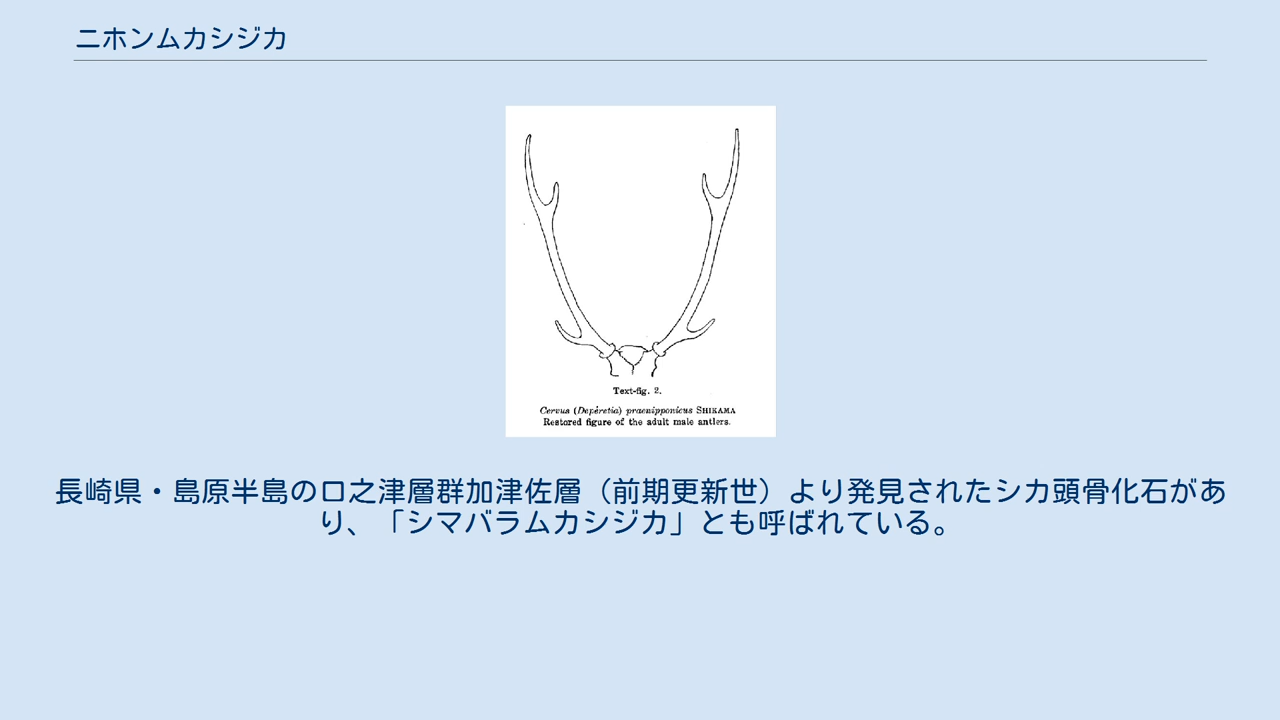 ニホンムカシジカ
Text-fig. 2.
Cervus (Depéretia) praenipponicus SHIKAMA
Restored figure of the adult male antlers.
長崎県・島原半島の口之津層群加津佐層（前期更新世）より発見されたシカ頭骨化石があ
り、「シマバラムカシジカ」とも呼ばれている。